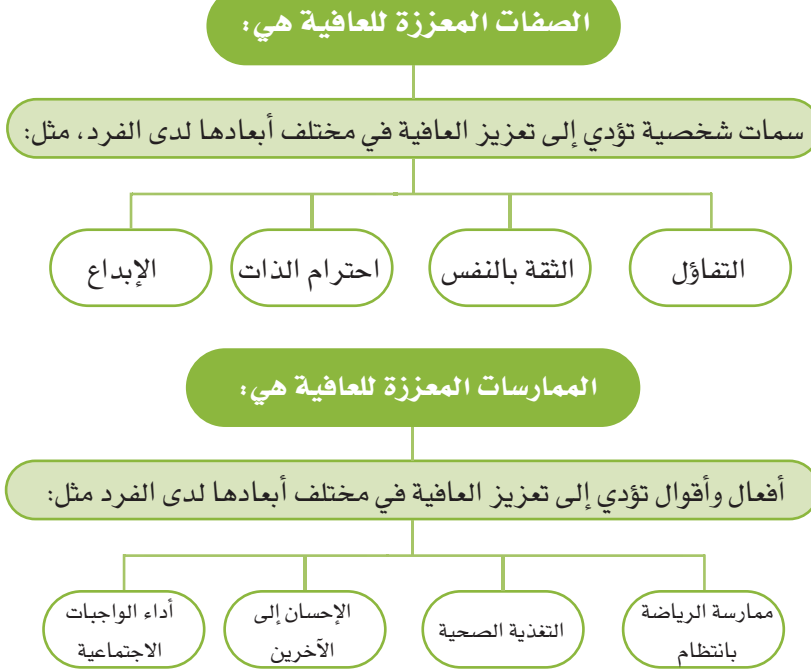 الصفات المعززة للعافية هي:
سمات شخصية تؤدي إلى تعزيز العافية في مختلف أبعادها لدى الفرد، مثل:
التفاؤل
الثقة بالنفس
احترام الذات
الإبداع
الممارسات المعززة للعافية هي:
أفعال وأقوال تؤدي إلى تعزيز العافية في مختلف أبعادها لدى الفرد مثل:
ممارسة الرياضة
بانتظام
التغذية الصحية
الإحسان إلى
الآخرين
أداء الواجبات
الاجتماعية